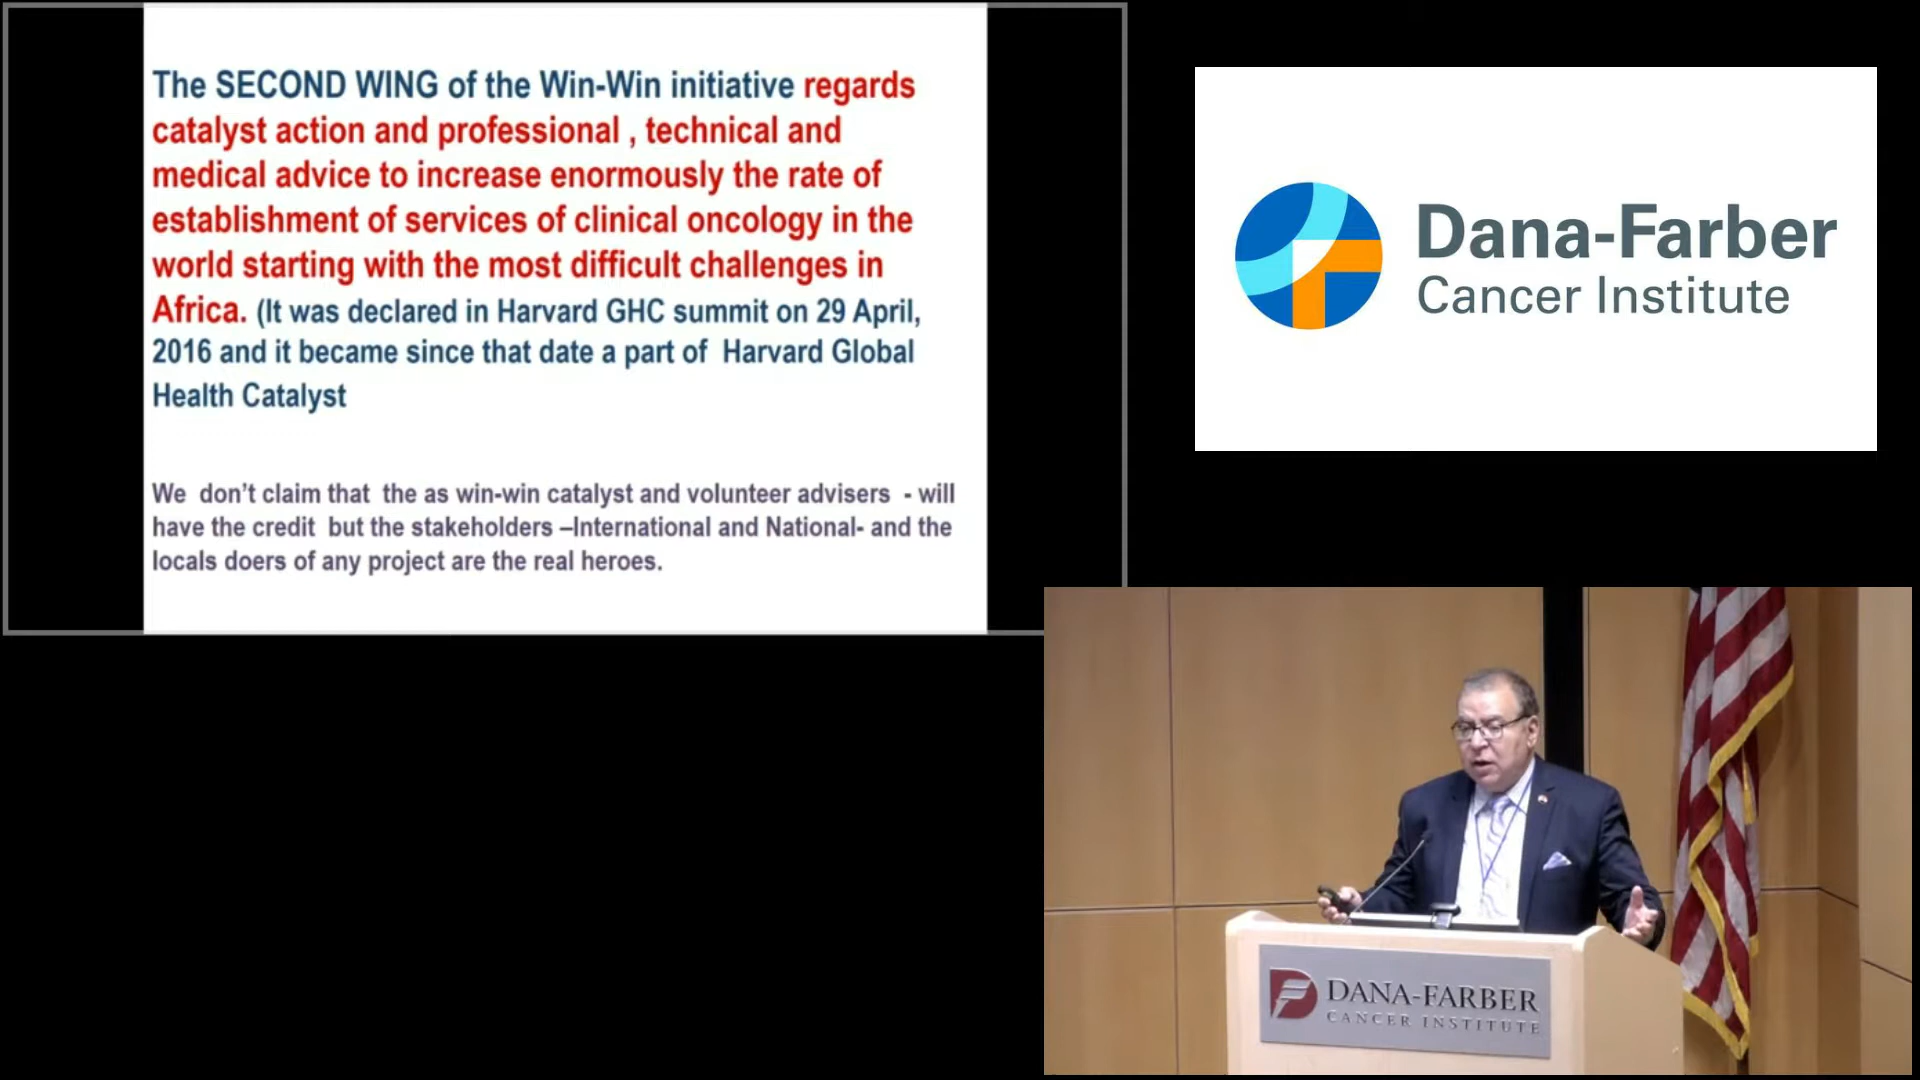 The SECOND WING of the Win-Win initiative regards
catalyst action and professional , technical and
medical advice to increase enormously the rate of
establishment of services of clinical oncology in the
world starting with the most difficult challenges in
Africa. (It was declared in Harvard GHC summit on 29 April,
2016 and it became since that date a part of Harvard Global
Health Catalyst
We don’t claim that the as win-win catalyst and volunteer advisers - will
have the credit but the stakeholders –International and National- and the
locals doers of any project are the real heroes.
Dana-Farber
Cancer Institute
DANA-FARBER
CANCER INSTITUTE